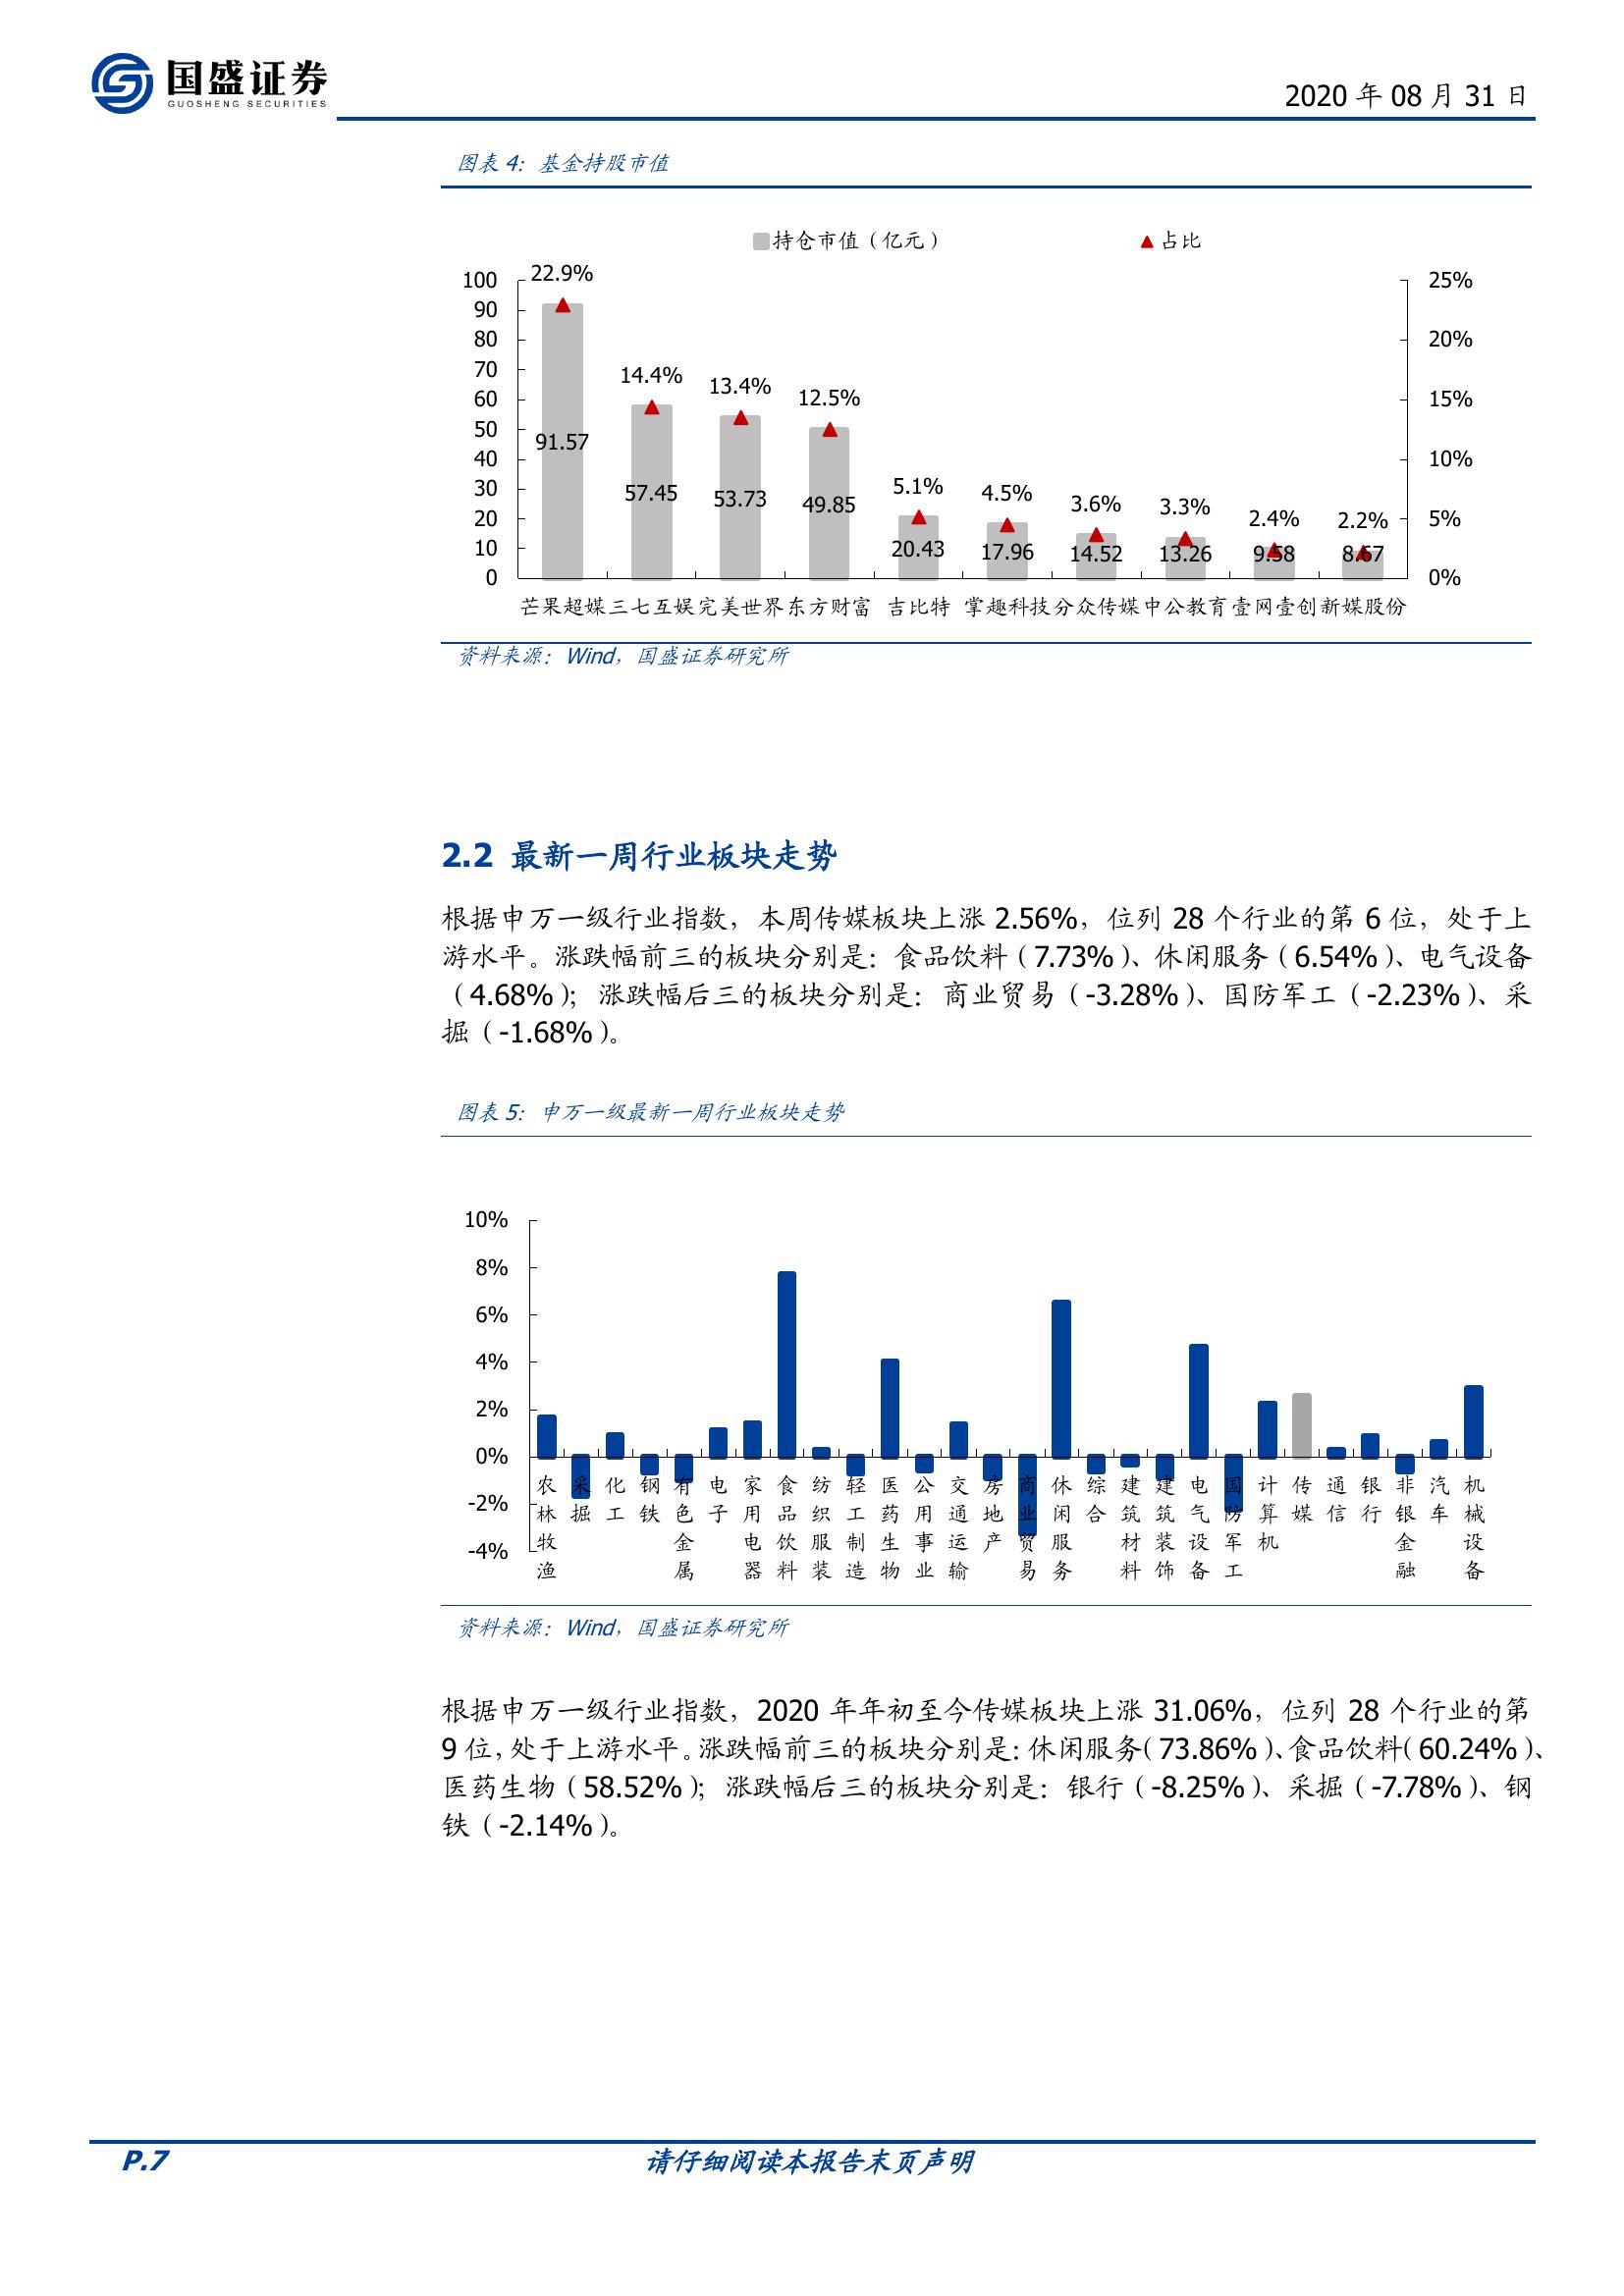 国盛证券
GUOSHENG SECURITIES
2020 年 08 月 31 日
图表 4：基金持股市值
持仓市值（亿元） 占比
100 90 80 70 60 50 40 30 20 10 0
25% 20% 15% 10% 5% 0%
22.9% 14.4% 13.4% 12.5% 5.1% 4.5% 3.6% 3.3% 2.4% 2.2%
91.57 57.45 53.73 49.85 20.43 17.96 14.52 13.26 9.58 8.67
芒果超媒 三七互娱 完美世界 东方财富 吉比特 掌趣科技 分众传媒 中公教育 壹网壹创 新媒股份
资料来源：Wind，国盛证券研究所
2.2 最新一周行业板块走势
根据申万一级行业指数，本周传媒板块上涨 2.56%，位列 28 个行业的第 6 位，处于上
游水平。涨跌幅前三的板块分别是：食品饮料（7.73%）、休闲服务（6.54%）、电气设备
（4.68%）；涨跌幅后三的板块分别是：商业贸易（-3.28%）、国防军工（-2.23%）、采
掘（-1.68%）。
图表 5：申万一级最新一周行业板块走势
10%
8%
6%
4%
2%
0%
-2%
-4%
农林牧渔 采掘 化工 钢铁 有色金属 电子 家用电器 食品饮料 纺织服装 轻工制造 医药生物 公用事业 交通运输 房地产 商业贸易 休闲服务 综合 建筑材料 建筑装饰 电气设备 国防军工 计算机 传媒 通信 银行 非银金融 汽车 机械设备
资料来源：Wind，国盛证券研究所
根据申万一级行业指数，2020 年年初至今传媒板块上涨 31.06%，位列 28 个行业的第
9 位，处于上游水平。涨跌幅前三的板块分别是：休闲服务（73.86%）、食品饮料（60.24%）、
医药生物（58.52%）；涨跌幅后三的板块分别是：银行（-8.25%）、采掘（-7.78%）、钢
铁（-2.14%）。
P.7 请仔细阅读本报告末页声明